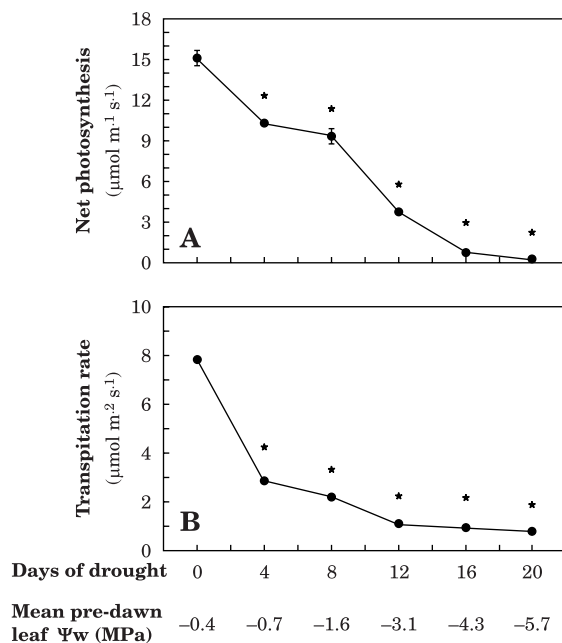 18
15
12
9
6
3
0
Net photosynthesis
(µmol m·¹ s·¹)
A
10
8
6
4
2
0
Transpitation rate
(µmol m·² s·¹)
B
Days of drought 0 4 8 12 16 20
Mean pre-dawn
leaf Ψw (MPa) −0.4 −0.7 −1.6 −3.1 −4.3 −5.7